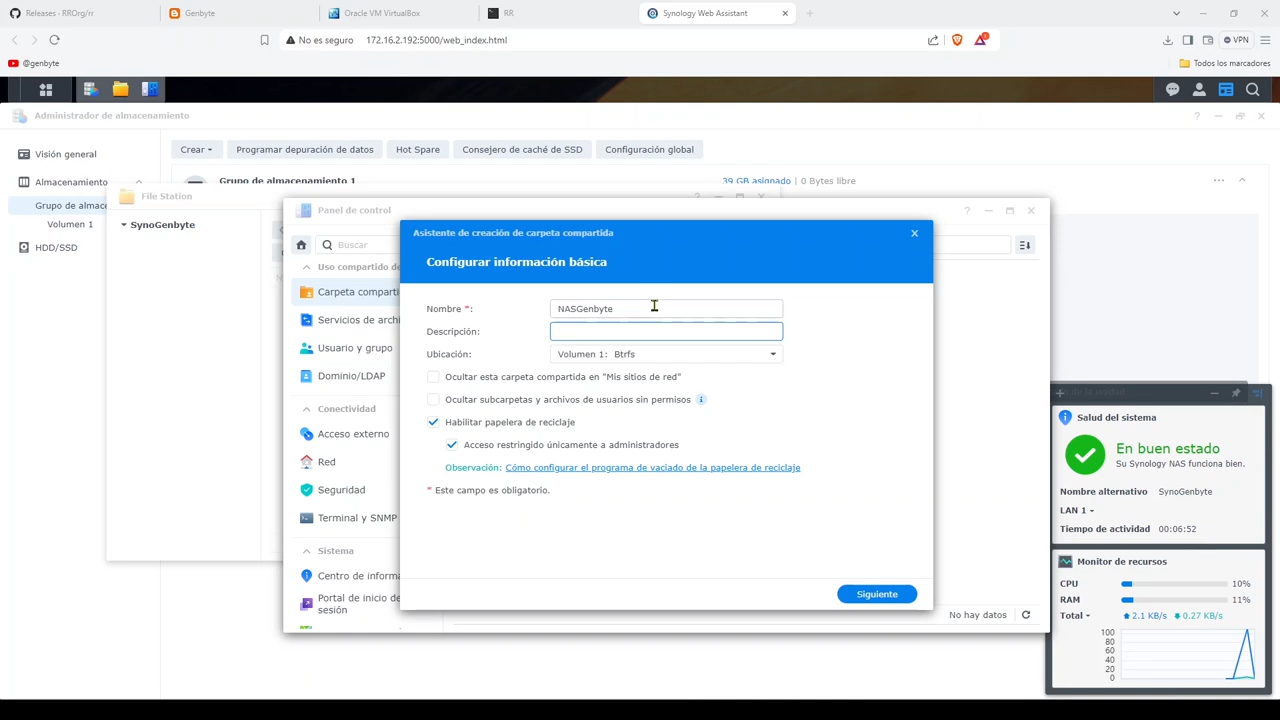 Releases - RROrg/rr
Genbyte
Oracle VM VirtualBox
RR
Synology Web Assistant
No es seguro
172.16.2.192:5000/web_index.html
VPN
@genbyte
Todos los marcadores
Administrador de almacenamiento
Visión general
Almacenamiento
Grupo de almace
Volumen 1
HDD/SSD
Crear
Programar depuración de datos
Hot Spare
Consejero de caché de SSD
Configuración global
Grupo de almacenamiento 1
39 GB asignado | 0 Bytes libre
File Station
SynoGenbyte
Panel de control
Buscar
Uso compartido de
Carpeta comparti
Servicios de archi
Usuario y grupo
Dominio/LDAP
Conectividad
Acceso externo
Red
Seguridad
Terminal y SNMP
Sistema
Centro de informa
Portal de inicio de
sesión
No hay datos
Asistente de creación de carpeta compartida
Configurar información básica
Nombre *:
NASGenbyte
Descripción:
Ubicación:
Volumen 1: Btrfs
Ocultar esta carpeta compartida en "Mis sitios de red"
Ocultar subcarpetas y archivos de usuarios sin permisos
Habilitar papelera de reciclaje
Acceso restringido únicamente a administradores
Observación: Cómo configurar el programa de vaciado de la papelera de reciclaje
* Este campo es obligatorio.
Siguiente
Salud del sistema
En buen estado
Su Synology NAS funciona bien.
Nombre alternativo SynoGenbyte
LAN 1
Tiempo de actividad 00:06:52
Monitor de recursos
CPU 10%
RAM 11%
Total 2.1 KB/s 0.27 KB/s
100
80
60
40
20
0